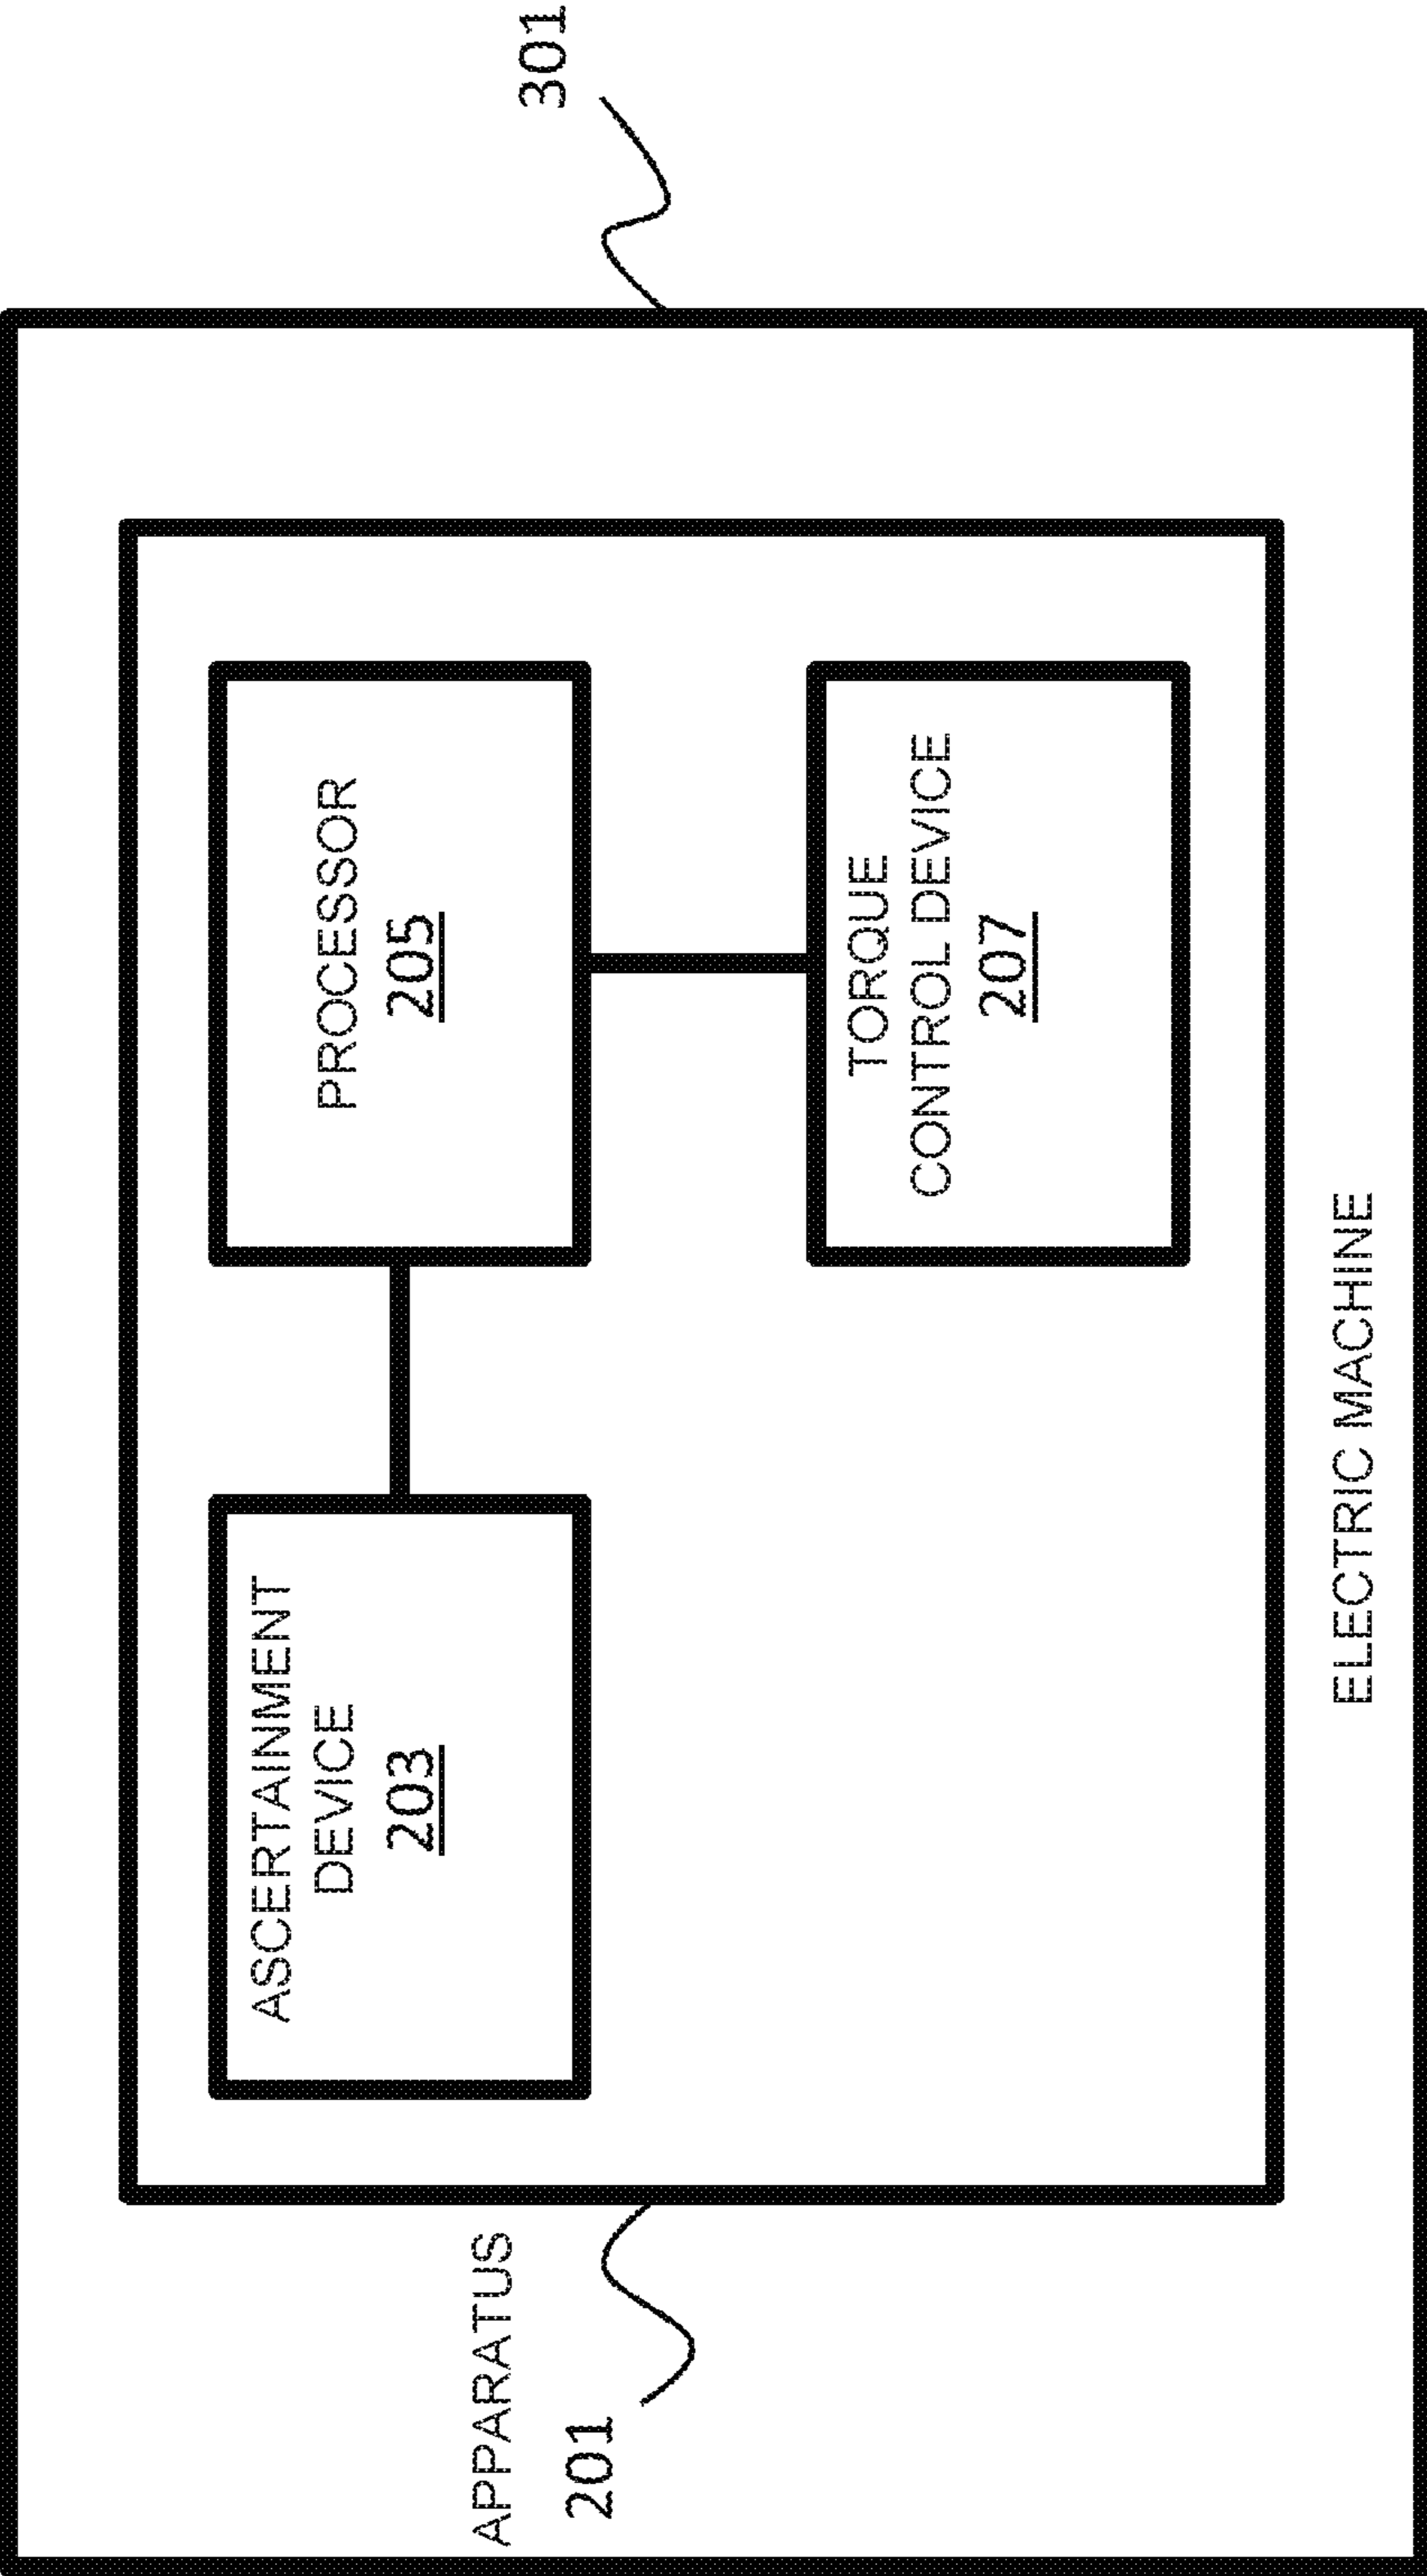 301
APPARATUS
201
ASCERTAINMENT
DEVICE
203
PROCESSOR
205
TORQUE
CONTROL DEVICE
207
ELECTRIC MACHINE